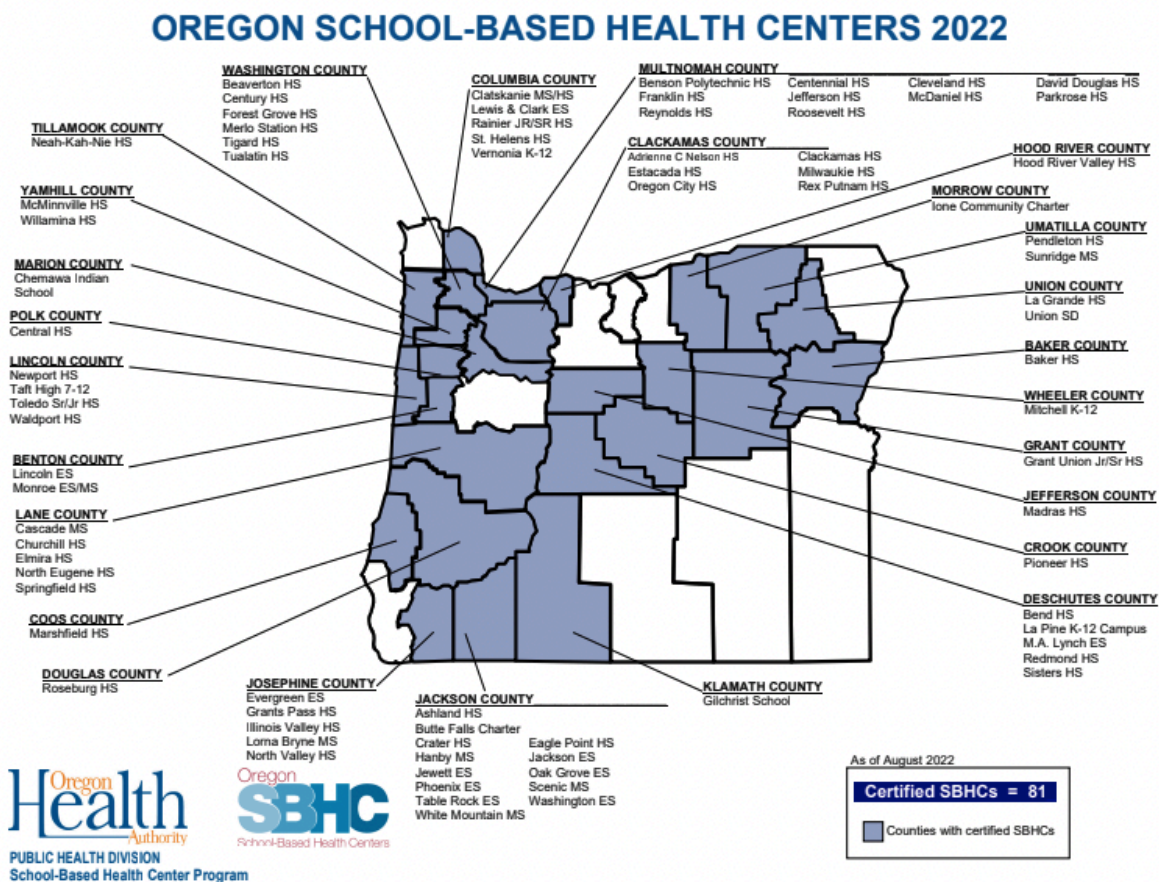 OREGON SCHOOL-BASED HEALTH CENTERS 2022
WASHINGTON COUNTY
Beaverton HS
Century HS
Forest Grove HS
Merlo Station HS
Tigard HS
Tualatin HS
COLUMBIA COUNTY
Clatskanie MS/HS
Lewis & Clark ES
Rainier JR/SR HS
St. Helens HS
Vernonia K-12
MULTNOMAH COUNTY
Benson Polytechnic HS Centennial HS Cleveland HS David Douglas HS
Franklin HS Jefferson HS McDaniel HS Parkrose HS
Reynolds HS Roosevelt HS
CLACKAMAS COUNTY
Adrienne C Nelson HS Clackamas HS
Estacada HS Milwaukie HS
Oregon City HS Rex Putnam HS
HOOD RIVER COUNTY
Hood River Valley HS
MORROW COUNTY
Ione Community Charter
UMATILLA COUNTY
Pendleton HS
Sunridge MS
UNION COUNTY
La Grande HS
Union SD
BAKER COUNTY
Baker HS
WHEELER COUNTY
Mitchell K-12
GRANT COUNTY
Grant Union Jr/Sr HS
JEFFERSON COUNTY
Madras HS
CROOK COUNTY
Pioneer HS
DESCHUTES COUNTY
Bend HS
La Pine K-12 Campus
M.A. Lynch ES
Redmond HS
Sisters HS
TILLAMOOK COUNTY
Neah-Kah-Nie HS
YAMHILL COUNTY
McMinnville HS
Willamina HS
MARION COUNTY
Chemawa Indian
School
POLK COUNTY
Central HS
LINCOLN COUNTY
Newport HS
Taft High 7-12
Toledo Sr/Jr HS
Waldport HS
BENTON COUNTY
Lincoln ES
Monroe ES/MS
LANE COUNTY
Cascade MS
Churchill HS
Elmira HS
North Eugene HS
Springfield HS
COOS COUNTY
Marshfield HS
DOUGLAS COUNTY
Roseburg HS
JOSEPHINE COUNTY
Evergreen ES
Grants Pass HS
Illinois Valley HS
Lorna Bryne MS
North Valley HS
JACKSON COUNTY
Ashland HS
Butte Falls Charter
Crater HS Eagle Point HS
Hanby MS Jackson ES
Jewett ES Oak Grove ES
Phoenix ES Scenic MS
Table Rock ES Washington ES
White Mountain MS
KLAMATH COUNTY
Gilchrist School
As of August 2022
Certified SBHCs = 81
Counties with certified SBHCs
Oregon
Health
Authority
PUBLIC HEALTH DIVISION
School-Based Health Center Program
Oregon
SBHC
School-Based Health Centers